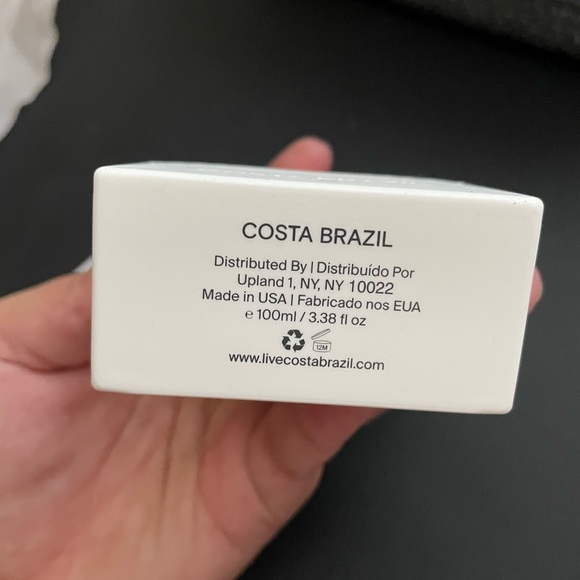 COSTA BRAZIL
Distributed By | Distribuído Por
Upland 1, NY, NY 10022
Made in USA | Fabricado nos EUA
℮ 100ml / 3.38 fl oz
12M
www.livecostabrazil.com